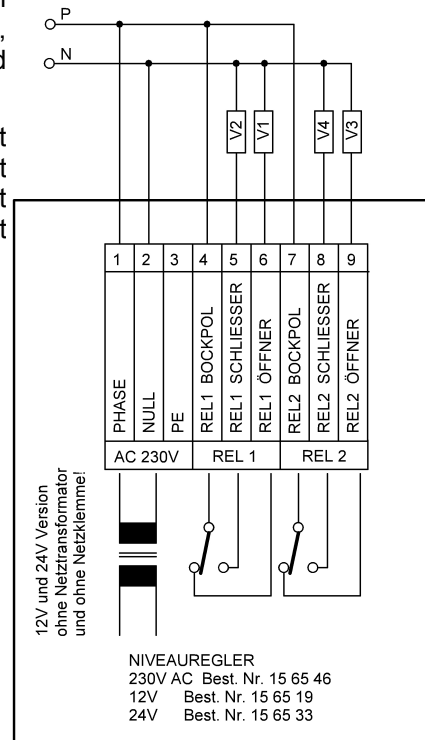 P
N
V2 V1 V4 V3
1 2 3 4 5 6 7 8 9
PHASE
NULL
PE
REL1 BOCKPOL
REL1 SCHLIESSER
REL1 ÖFFNER
REL2 BOCKPOL
REL2 SCHLIESSER
REL2 ÖFFNER
AC 230V REL 1 REL 2
12V und 24V Version
ohne Netztransformator
und ohne Netzklemme!
NIVEAUREGLER
230V AC Best. Nr. 15 65 46
12V Best. Nr. 15 65 19
24V Best. Nr. 15 65 33